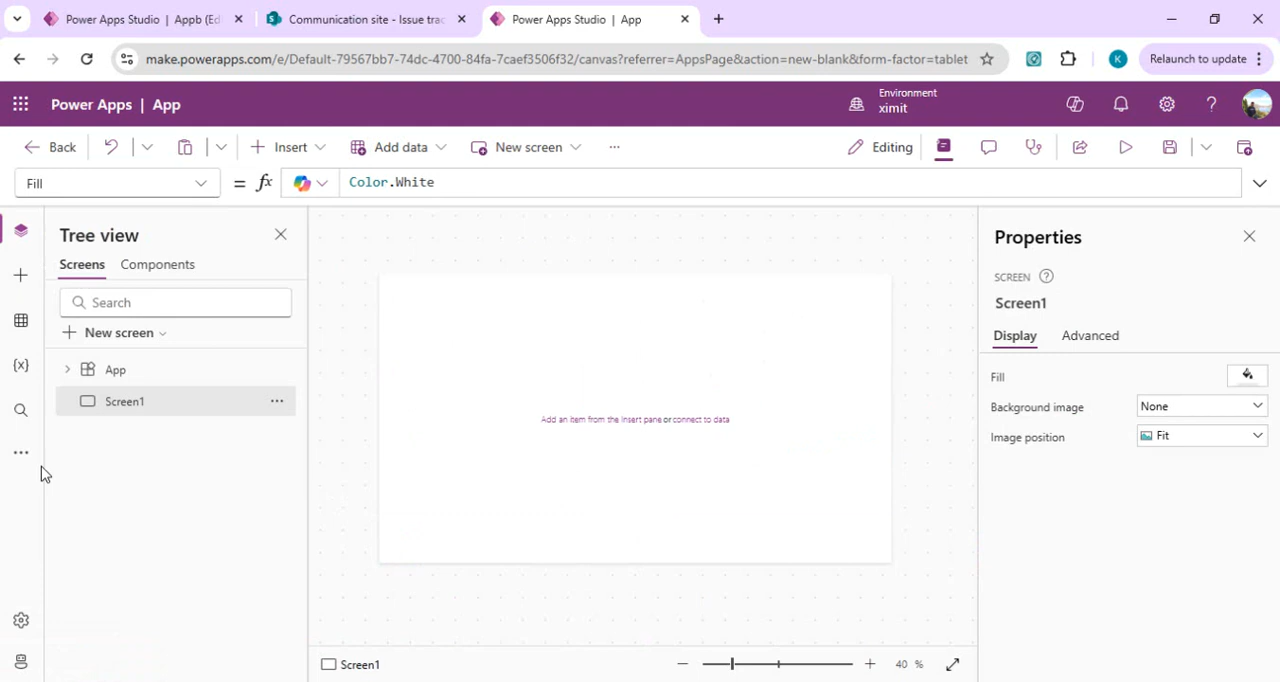 Power Apps Studio | Appb (Ed
Communication site - Issue trac
Power Apps Studio | App
make.powerapps.com/e/Default-79567bb7-74dc-4700-84fa-7caef3506f32/canvas?referrer=AppsPage&action=new-blank&form-factor=tablet
K
Relaunch to update
Power Apps | App
Environment
ximit
Back
Insert
Add data
New screen
...
Editing
Fill
= fx
Color.White
Tree view
Screens
Components
Search
New screen
App
Screen1
...
{x}
...
Add an item from the Insert pane or connect to data
Properties
SCREEN
Screen1
Display
Advanced
Fill
Background image
None
Image position
Fit
Screen1
40 %